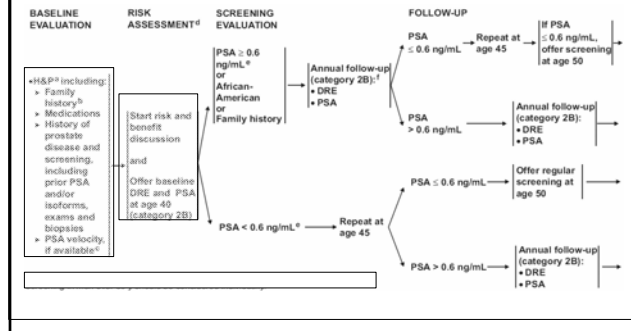 BASELINE
EVALUATION
RISK
ASSESSMENTᵈ
SCREENING
EVALUATION
FOLLOW-UP
•H&Pᵃ including:
➤ Family
historyᵇ
➤ Medications
➤ History of
prostate
disease and
screening,
including
prior PSA
and/or
isoforms,
exams and
biopsies
➤ PSA velocity,
if availableᶜ
Start risk and
benefit
discussion
and
Offer baseline
DRE and PSA
at age 40
(category 2B)
PSA ≥ 0.6
ng/mLᵉ
or
African-
American
or
Family history
Annual follow-up
(category 2B):ᶠ
• DRE
• PSA
PSA
≤ 0.6 ng/mL
Repeat at
age 45
If PSA
≤ 0.6 ng/mL,
offer screening
at age 50
PSA
> 0.6 ng/mL
Annual follow-up
(category 2B):
• DRE
• PSA
PSA < 0.6 ng/mLᵉ
Repeat at
age 45
PSA ≤ 0.6 ng/mL
Offer regular
screening at
age 50
PSA > 0.6 ng/mL
Annual follow-up
(category 2B):
• DRE
• PSA